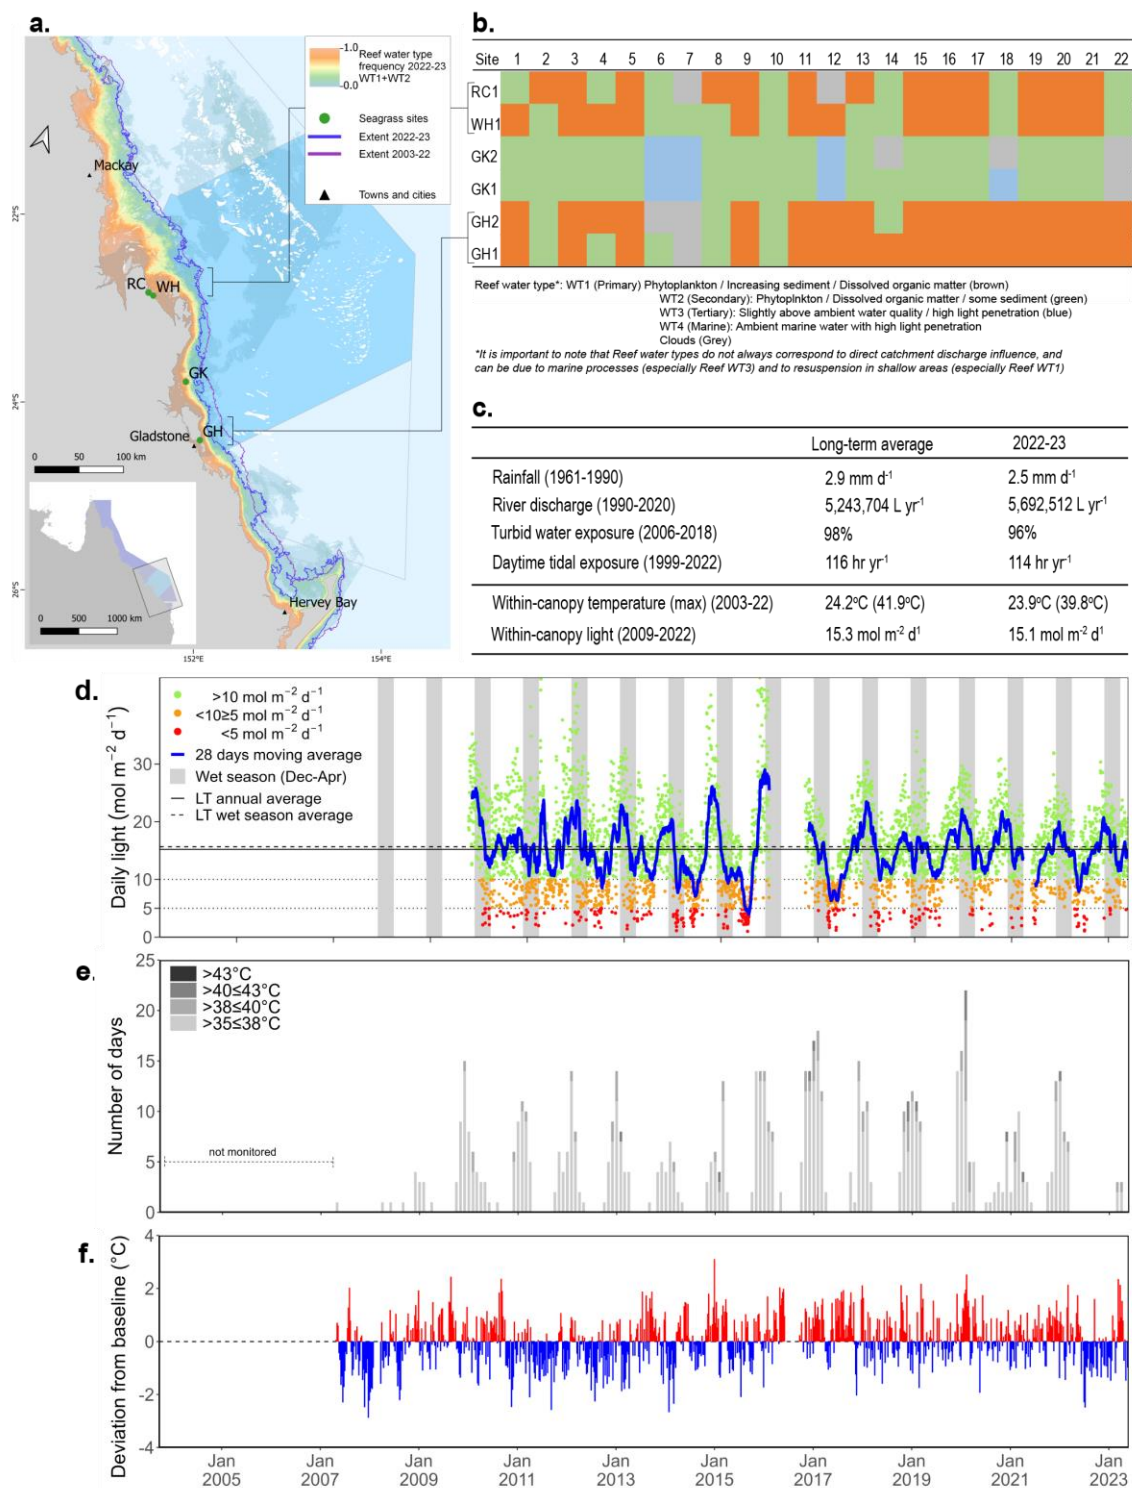 a.
1.0
Reef water type
frequency 2022-23
WT1+WT2
0.0
Seagrass sites
Extent 2022-23
Extent 2003-22
Towns and cities
Mackay
22°S
RC WH
GK
24°S
Gladstone GH
0 50 100 km
26°S
Hervey Bay
0 500 1000 km
152°E 154°E
b.
Site 1 2 3 4 5 6 7 8 9 10 11 12 13 14 15 16 17 18 19 20 21 22
RC1
WH1
GK2
GK1
GH2
GH1
Reef water type*: WT1 (Primary) Phytoplankton / Increasing sediment / Dissolved organic matter (brown)
WT2 (Secondary): Phytoplnkton / Dissolved organic matter / some sediment (green)
WT3 (Tertiary): Slightly above ambient water quality / high light penetration (blue)
WT4 (Marine): Ambient marine water with high light penetration
Clouds (Grey)
*It is important to note that Reef water types do not always correspond to direct catchment discharge influence, and
can be due to marine processes (especially Reef WT3) and to resuspension in shallow areas (especially Reef WT1)
c.
Long-term average 2022-23
Rainfall (1961-1990) 2.9 mm d⁻¹ 2.5 mm d⁻¹
River discharge (1990-2020) 5,243,704 L yr⁻¹ 5,692,512 L yr⁻¹
Turbid water exposure (2006-2018) 98% 96%
Daytime tidal exposure (1999-2022) 116 hr yr⁻¹ 114 hr yr⁻¹
Within-canopy temperature (max) (2003-22) 24.2°C (41.9°C) 23.9°C (39.8°C)
Within-canopy light (2009-2022) 15.3 mol m⁻² d¹ 15.1 mol m⁻² d¹
d.
>10 mol m⁻² d⁻¹
<10≥5 mol m⁻² d⁻¹
<5 mol m⁻² d⁻¹
28 days moving average
Wet season (Dec-Apr)
LT annual average
LT wet season average
Daily light (mol m⁻² d⁻¹)
30
20
10
5
0
e.
>43°C
>40≤43°C
>38≤40°C
>35≤38°C
not monitored
Number of days
25
20
15
10
5
0
f.
Deviation from baseline (°C)
4
2
0
-2
-4
Jan Jan Jan Jan Jan Jan Jan Jan Jan Jan
2005 2007 2009 2011 2013 2015 2017 2019 2021 2023